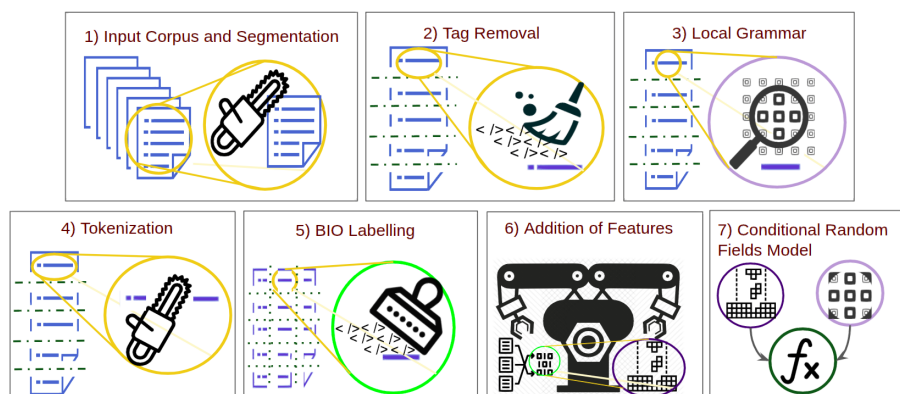 1) Input Corpus and Segmentation
2) Tag Removal
< />< />
< />< />
< />< />
3) Local Grammar
4) Tokenization
5) BIO Labelling
< />< />
< />< />
< />< />
6) Addition of Features
7) Conditional Random
Fields Model
fx